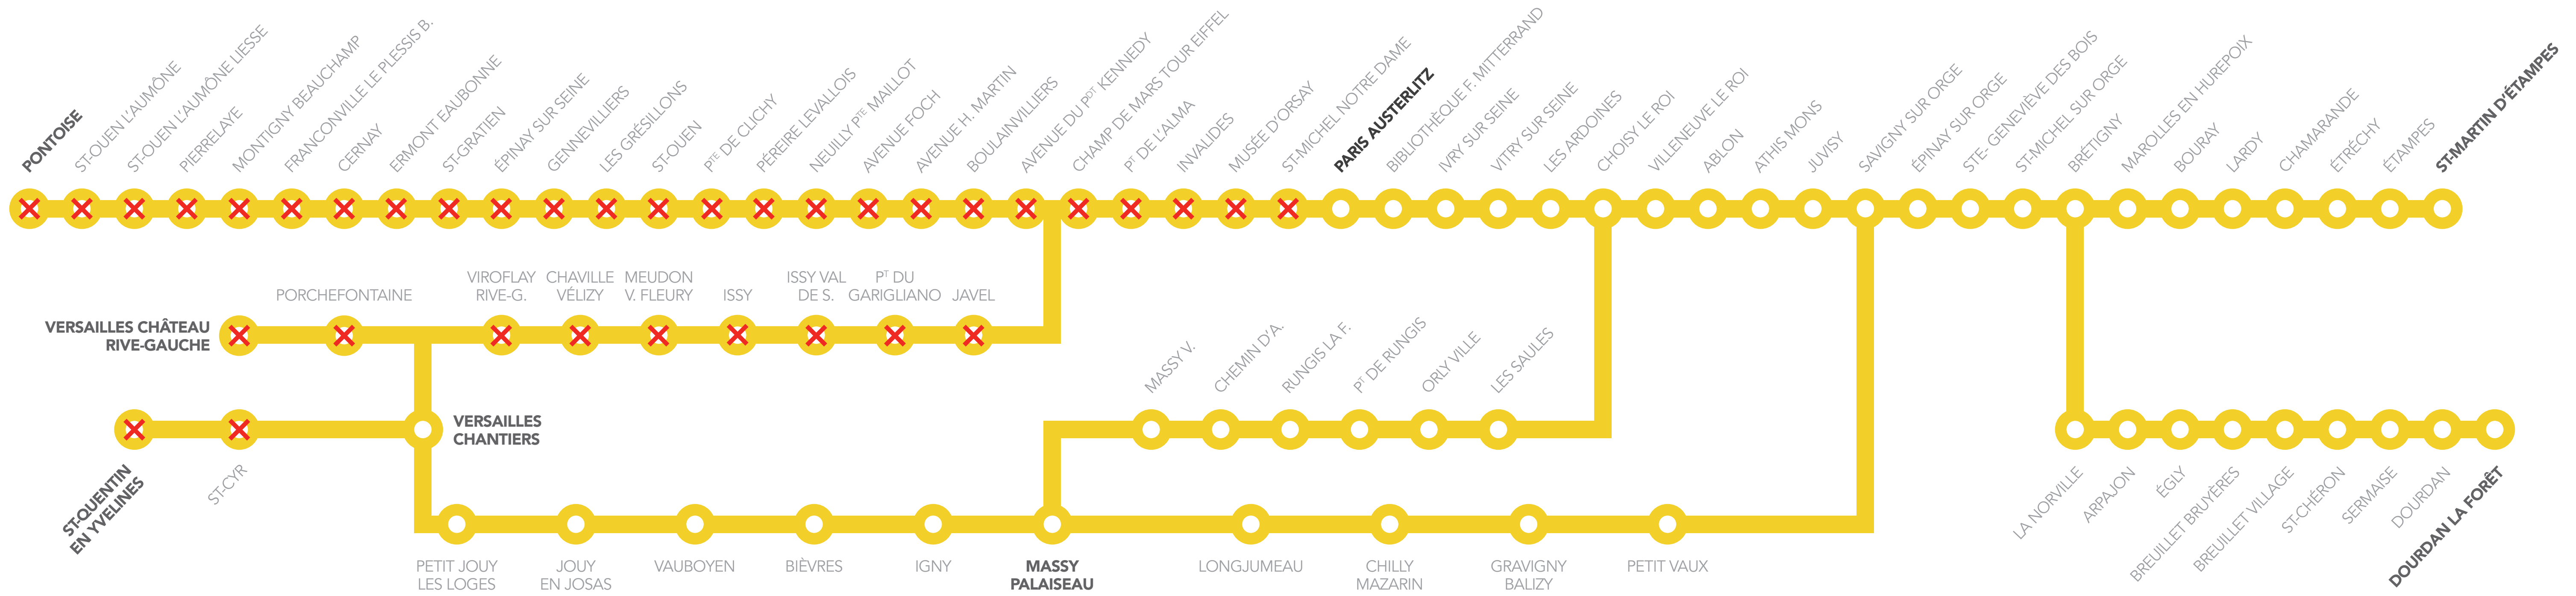 PONTOISE
ST-OUEN L'AUMÔNE
ST-OUEN L'AUMÔNE LIESSE
PIERRELAYE
MONTIGNY BEAUCHAMP
FRANCONVILLE LE PLESSIS B.
CERNAY
ERMONT EAUBONNE
ST-GRATIEN
ÉPINAY SUR SEINE
GENNEVILLIERS
LES GRÉSILLONS
ST-OUEN
PTE DE CLICHY
PÉREIRE LEVALLOIS
NEUILLY PTE MAILLOT
AVENUE FOCH
AVENUE H. MARTIN
BOULAINVILLIERS
AVENUE DU PDT KENNEDY
CHAMP DE MARS TOUR EIFFEL
PT DE L'ALMA
INVALIDES
MUSÉE D'ORSAY
ST-MICHEL NOTRE DAME
PARIS AUSTERLITZ
BIBLIOTHÈQUE F. MITTERRAND
IVRY SUR SEINE
VITRY SUR SEINE
LES ARDOINES
CHOISY LE ROI
VILLENEUVE LE ROI
ABLON
ATHIS MONS
JUVISY
SAVIGNY SUR ORGE
ÉPINAY SUR ORGE
STE- GENEVIÈVE DES BOIS
ST-MICHEL SUR ORGE
BRÉTIGNY
MAROLLES EN HUREPOIX
BOURAY
LARDY
CHAMARANDE
ÉTRÉCHY
ÉTAMPES
ST-MARTIN D'ÉTAMPES
VERSAILLES CHÂTEAU
RIVE-GAUCHE
PORCHEFONTAINE
VIROFLAY
RIVE-G.
CHAVILLE
VÉLIZY
MEUDON
V. FLEURY
ISSY
ISSY VAL
DE S.
PT DU
GARIGLIANO
JAVEL
MASSY V.
CHEMIN D'A.
RUNGIS LA F.
PT DE RUNGIS
ORLY VILLE
LES SAULES
ST-QUENTIN
EN YVELINES
ST-CYR
VERSAILLES
CHANTIERS
PETIT JOUY
LES LOGES
JOUY
EN JOSAS
VAUBOYEN
BIÈVRES
IGNY
MASSY
PALAISEAU
LONGJUMEAU
CHILLY
MAZARIN
GRAVIGNY
BALIZY
PETIT VAUX
LA NORVILLE
ARPAJON
ÉGLY
BREUILLET BRUYÈRES
BREUILLET VILLAGE
ST-CHÉRON
SERMAISE
DOURDAN
DOURDAN LA FORÊT